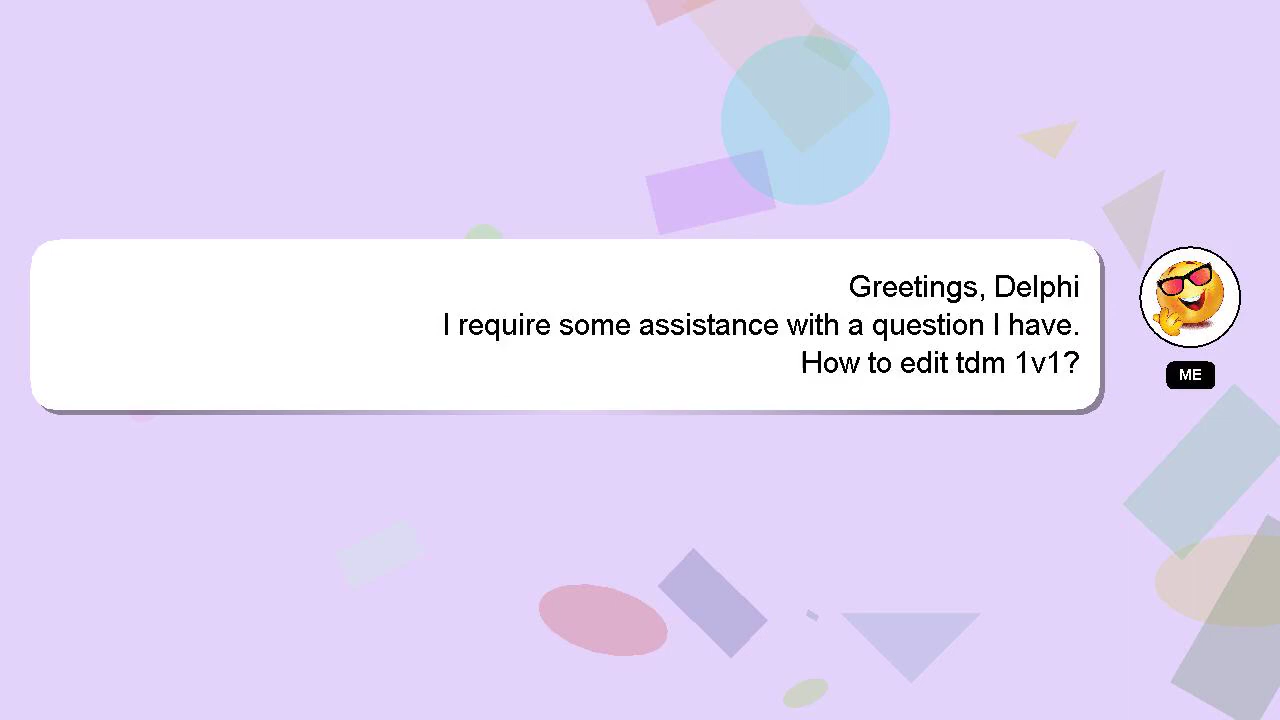 Greetings, Delphi
I require some assistance with a question I have.
How to edit tdm 1v1?
ME